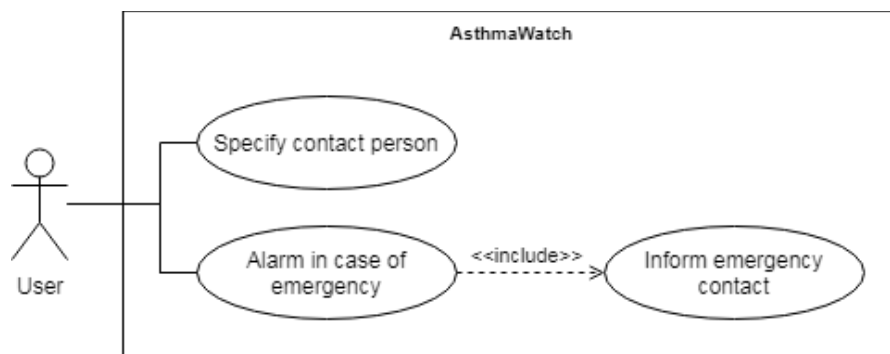 AsthmaWatch
Specify contact person
User
Alarm in case of
emergency
<<include>>
Inform emergency
contact